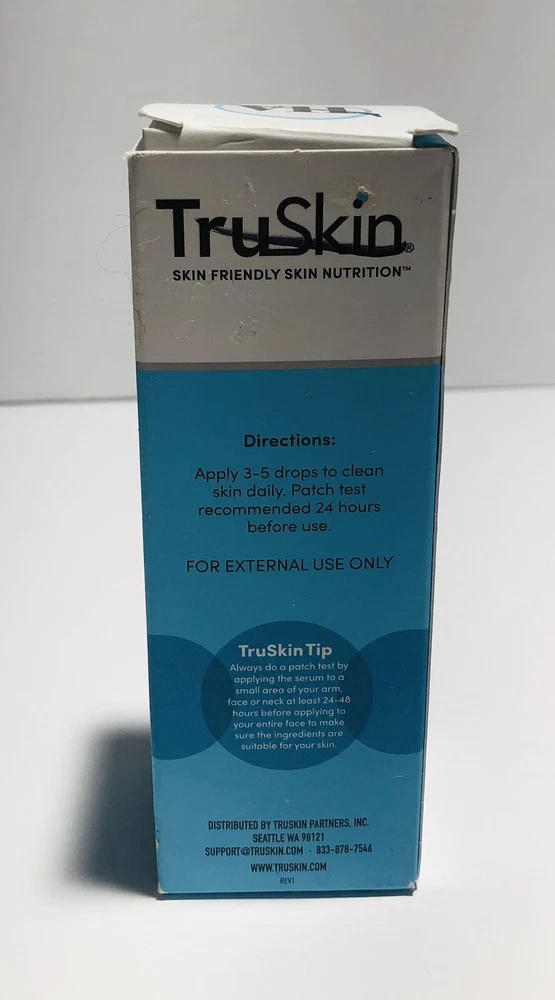 TruSkin®
SKIN FRIENDLY SKIN NUTRITION™
Directions:
Apply 3-5 drops to clean
skin daily. Patch test
recommended 24 hours
before use.
FOR EXTERNAL USE ONLY
TruSkin Tip
Always do a patch test by
applying the serum to a
small area of your arm,
face or neck at least 24-48
hours before applying to
your entire face to make
sure the ingredients are
suitable for your skin.
DISTRIBUTED BY TRUSKIN PARTNERS, INC.
SEATTLE WA 98121
SUPPORT@TRUSKIN.COM · 833-878-7546
WWW.TRUSKIN.COM
REV1